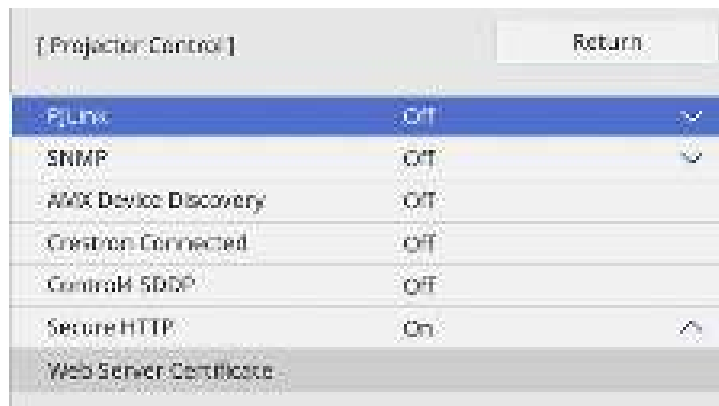 [ Projector Control ]
Return
PJLink Off
SNMP Off
AMX Device Discovery Off
Crestron Connected Off
Control4 SDDP Off
Secure HTTP On
Web Server Certificate